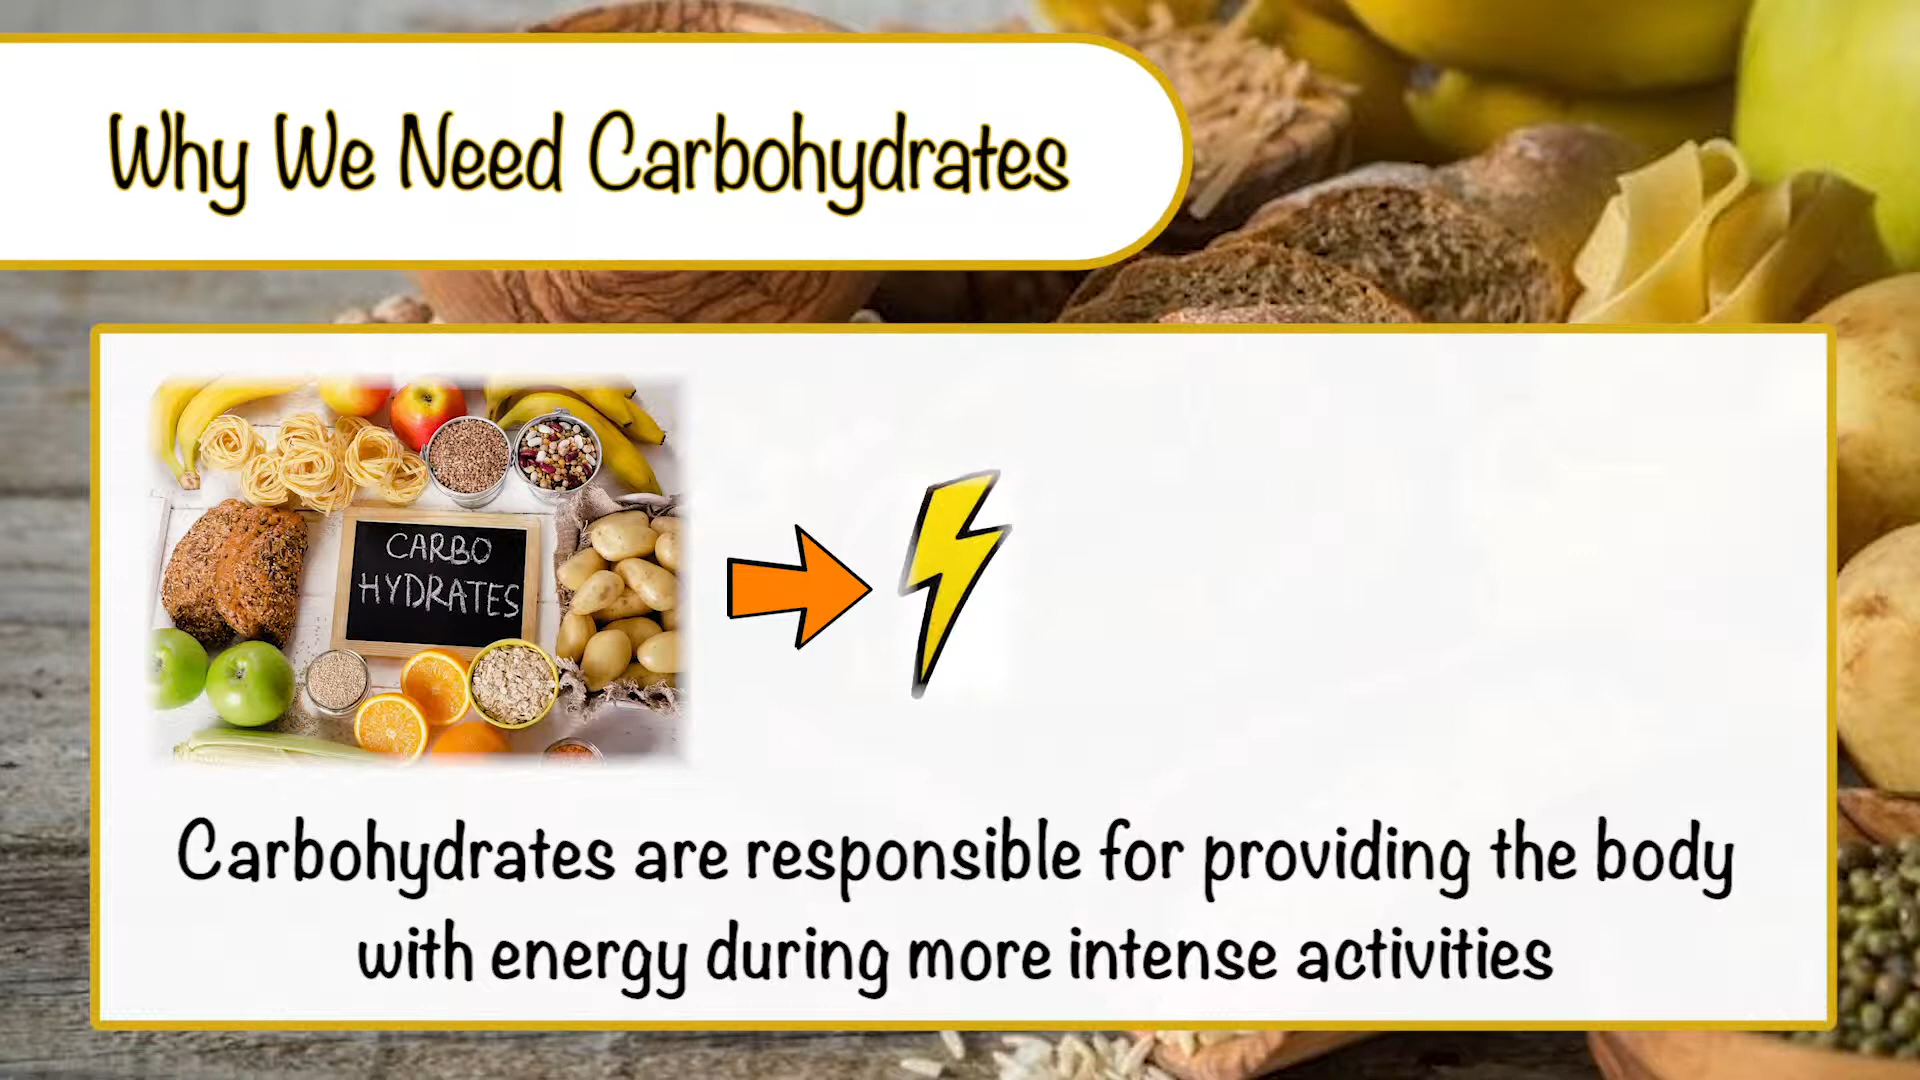 Why We Need Carbohydrates
CARBO
HYDRATES
Carbohydrates are responsible for providing the body
with energy during more intense activities